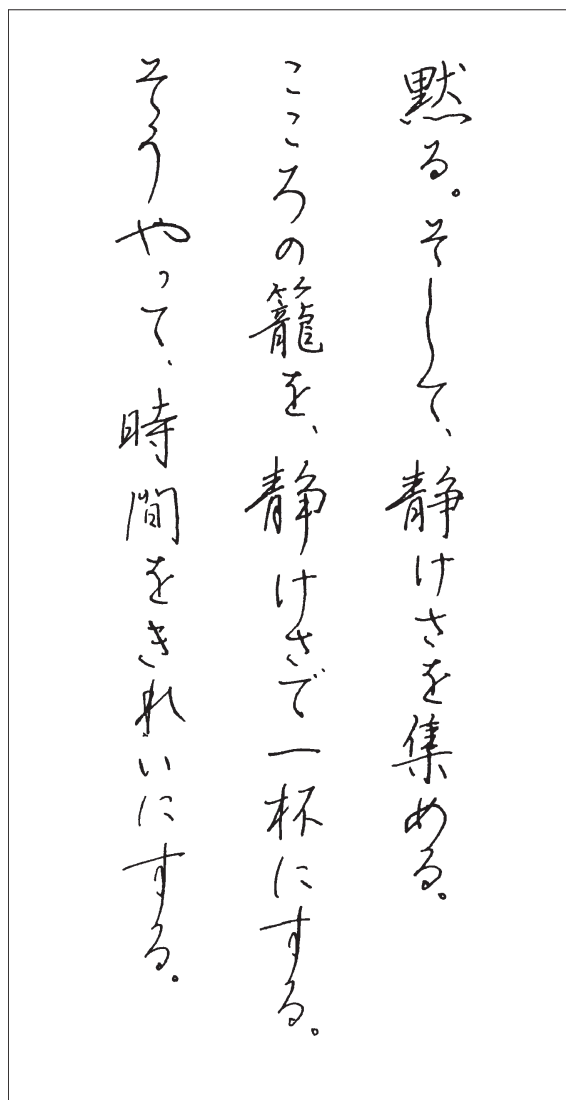 黙る。そして、静けさを集める。
こころの籠を、静けさで一杯にする。
そうやって、時間をきれいにする。